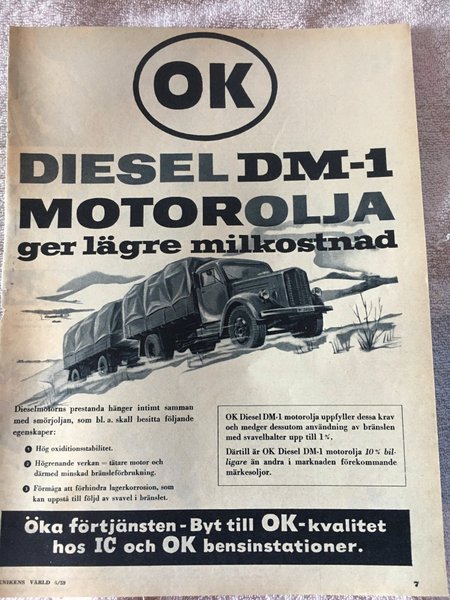 OK
DIESEL DM-1
MOTOROLJA
ger lägre milkostnad
Dieselmotorns prestanda hänger intimt samman
med smörjoljan, som bl. a. skall besitta följande
egenskaper:
1 Hög oxiditionsstabilitet.
2 Högrenande verkan = tätare motor och
därmed minskad bränsleförbrukning.
3 Förmåga att förhindra lagerkorrosion, som
kan uppstå till följd av svavel i bränslet.
OK Diesel DM-1 motorolja uppfyller dessa krav
och medger dessutom användning av bränslen
med svavelhalter upp till 1 %.
Därtill är OK Diesel DM-1 motorolja 10 % bil-
ligare än andra i marknaden förekommande
märkesoljor.
Öka förtjänsten - Byt till OK-kvalitet
hos IC och OK bensinstationer.
VÄRLD
7